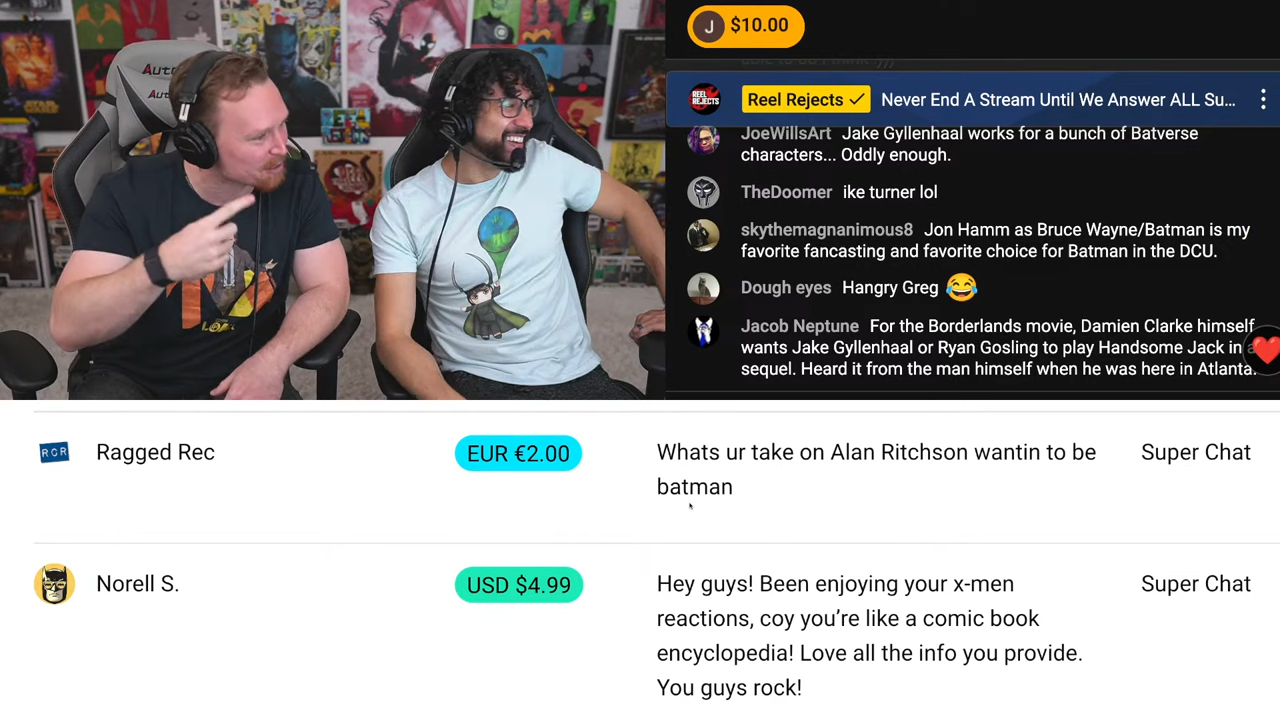 Auto
Au
J $10.00
REEL REJECTS
Reel Rejects Never End A Stream Until We Answer ALL Su...
JoeWillsArt Jake Gyllenhaal works for a bunch of Batverse
characters... Oddly enough.
TheDoomer ike turner lol
skythemagnanimous8 Jon Hamm as Bruce Wayne/Batman is my
favorite fancasting and favorite choice for Batman in the DCU.
Dough eyes Hangry Greg 😂
Jacob Neptune For the Borderlands movie, Damien Clarke himself
wants Jake Gyllenhaal or Ryan Gosling to play Handsome Jack in a
sequel. Heard it from the man himself when he was here in Atlanta.
RCR Ragged Rec EUR €2.00 Whats ur take on Alan Ritchson wantin to be Super Chat
batman
Norell S. USD $4.99 Hey guys! Been enjoying your x-men Super Chat
reactions, coy you’re like a comic book
encyclopedia! Love all the info you provide.
You guys rock!